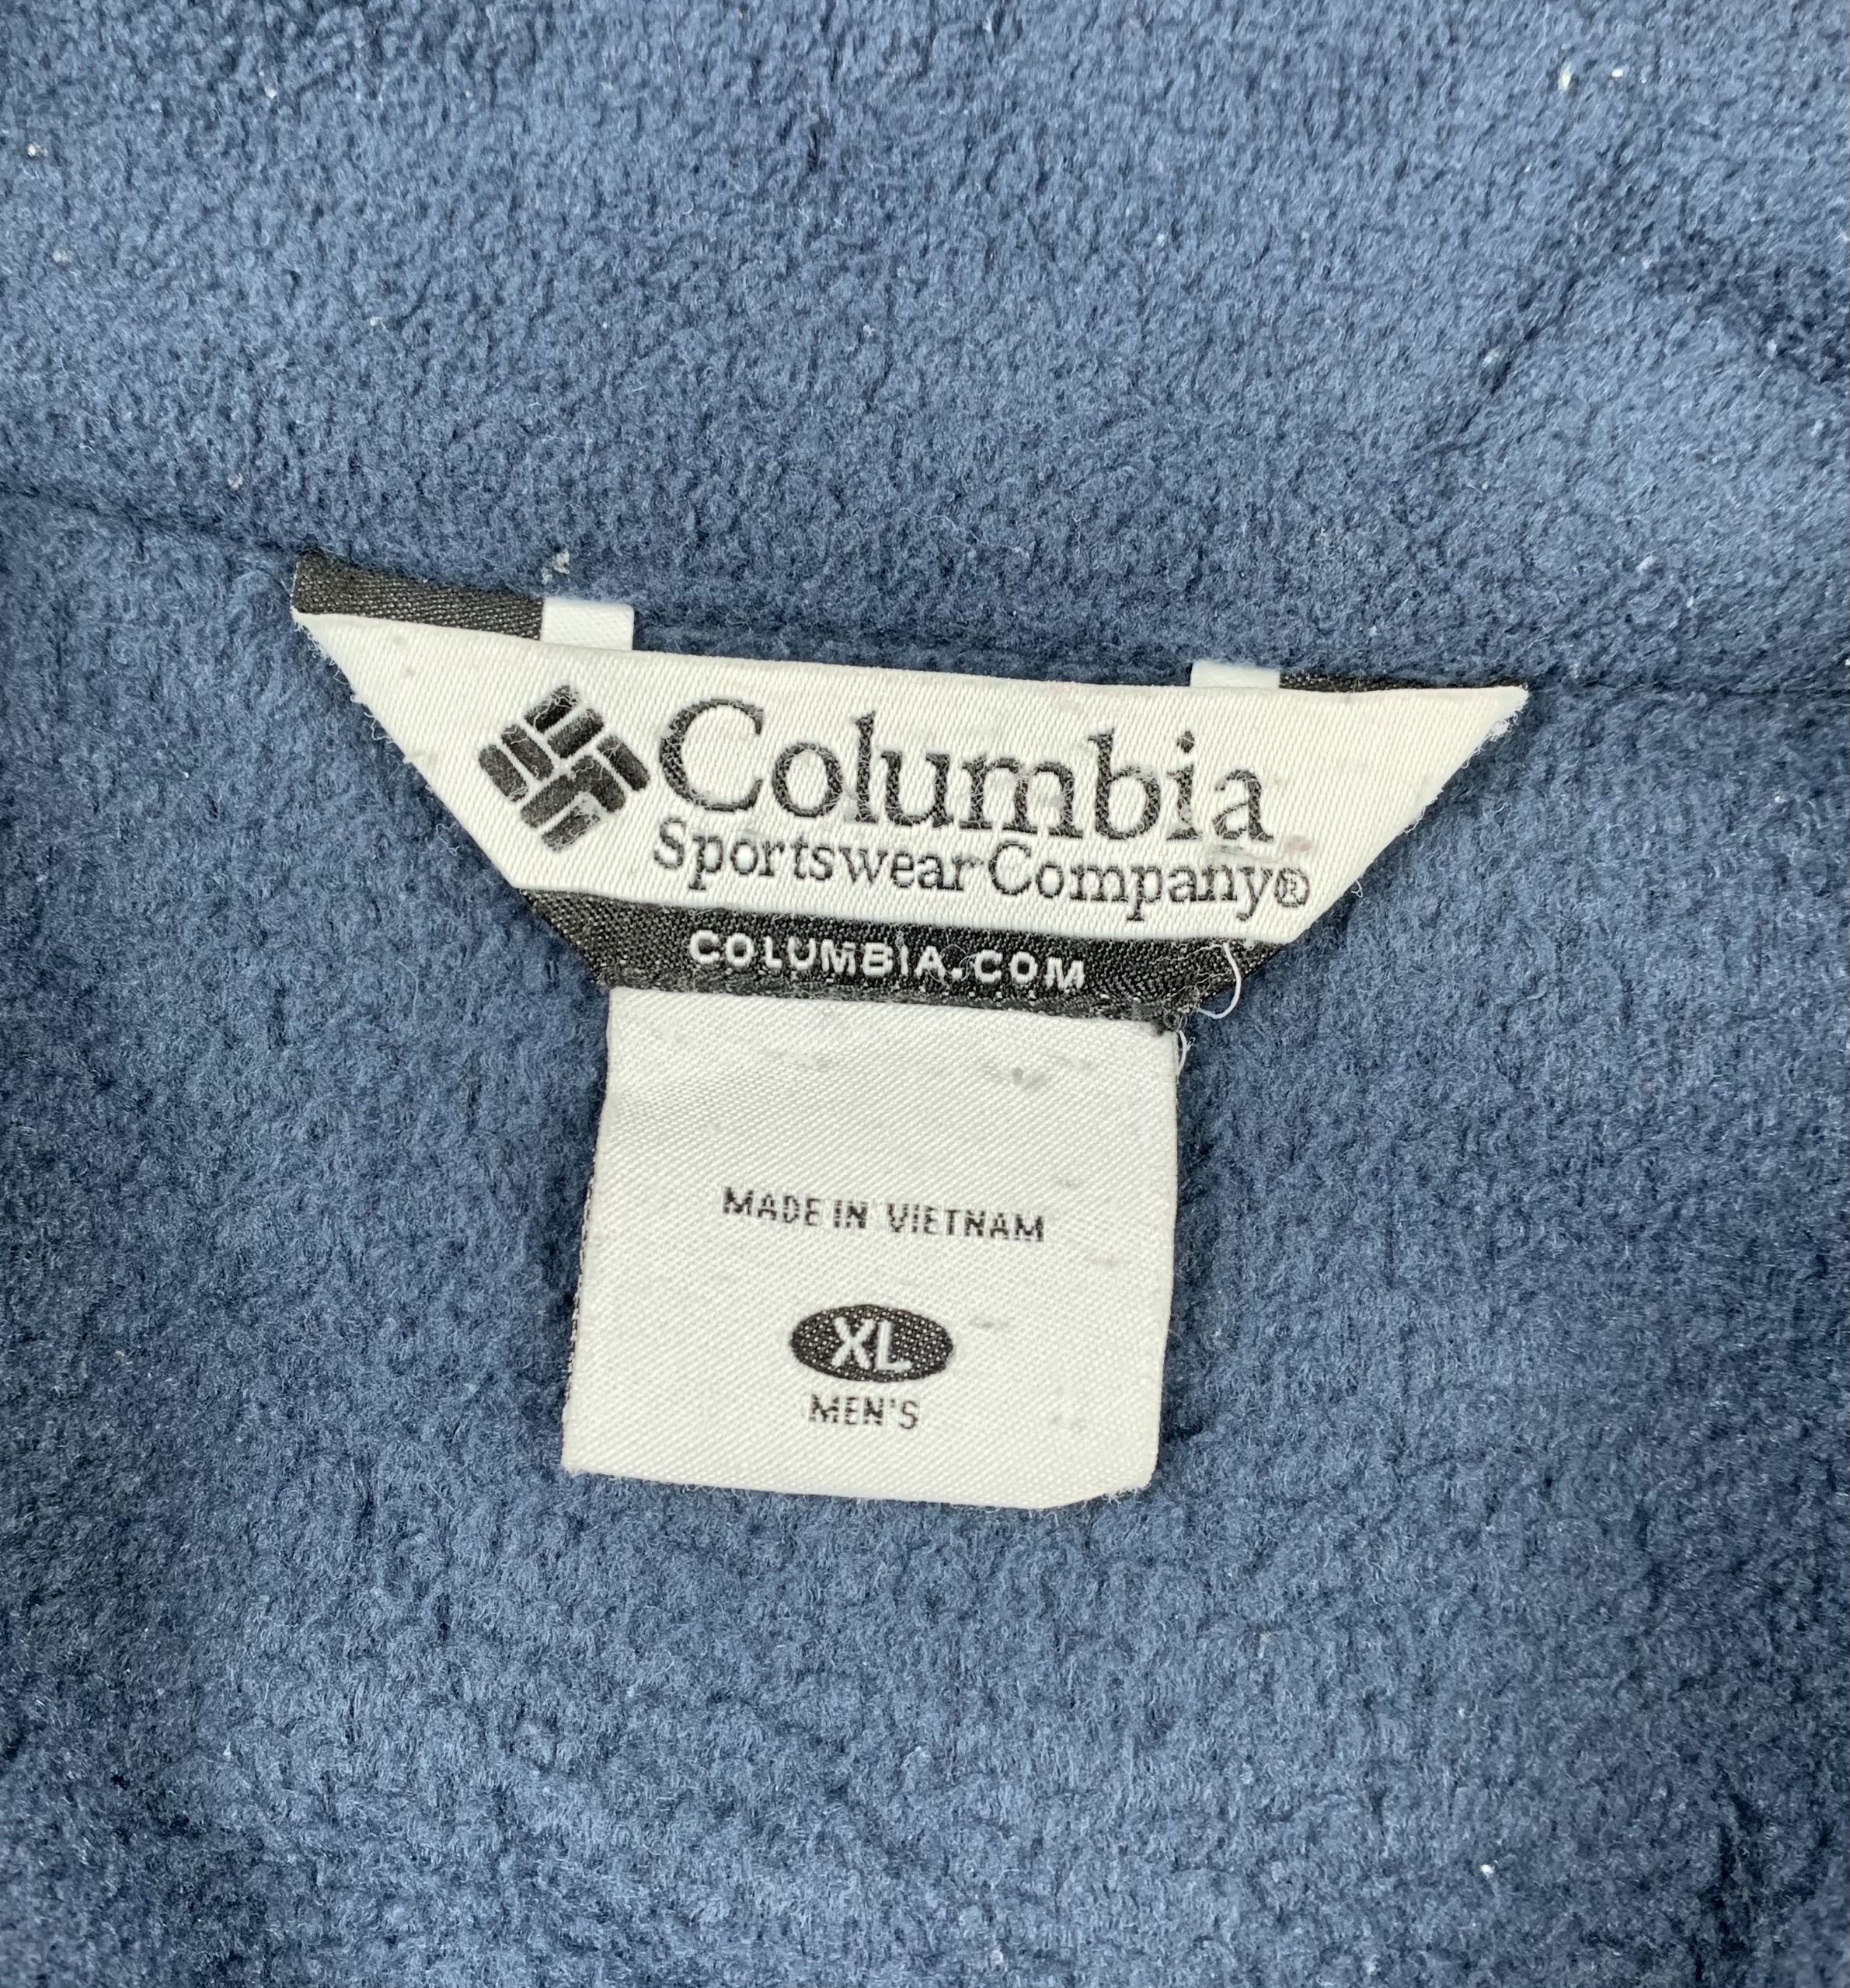 Columbia
Sportswear Company®
COLUMBIA.COM
MADE IN VIETNAM
XL
MEN'S